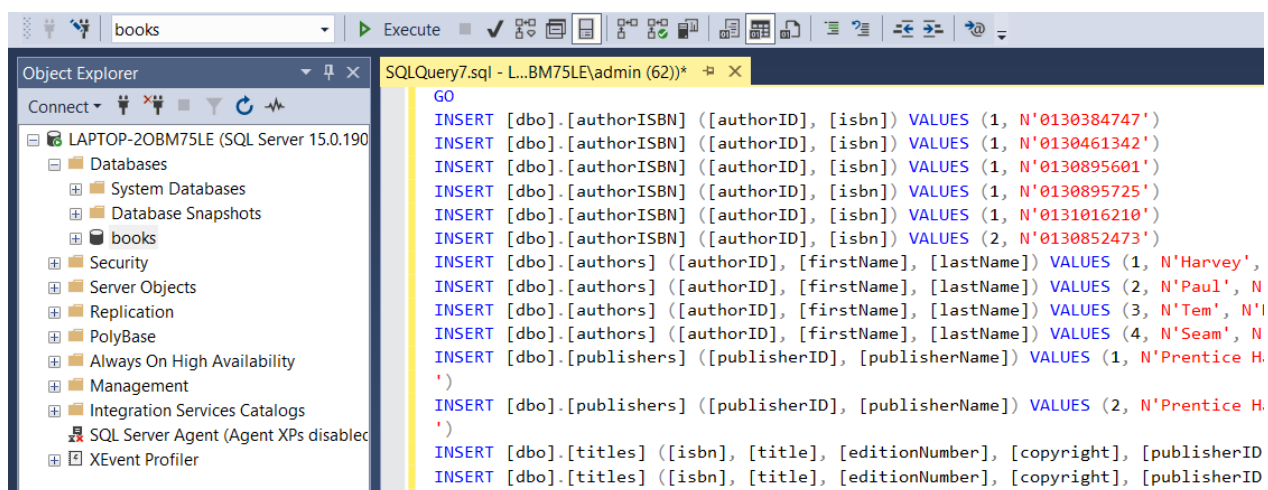 books
Execute
Object Explorer
SQLQuery7.sql - L...BM75LE\admin (62))*
Connect
LAPTOP-2OBM75LE (SQL Server 15.0.190
Databases
System Databases
Database Snapshots
books
Security
Server Objects
Replication
PolyBase
Always On High Availability
Management
Integration Services Catalogs
SQL Server Agent (Agent XPs disabled
XEvent Profiler
GO
INSERT [dbo].[authorISBN] ([authorID], [isbn]) VALUES (1, N'0130384747')
INSERT [dbo].[authorISBN] ([authorID], [isbn]) VALUES (1, N'0130461342')
INSERT [dbo].[authorISBN] ([authorID], [isbn]) VALUES (1, N'0130895601')
INSERT [dbo].[authorISBN] ([authorID], [isbn]) VALUES (1, N'0130895725')
INSERT [dbo].[authorISBN] ([authorID], [isbn]) VALUES (1, N'0131016210')
INSERT [dbo].[authorISBN] ([authorID], [isbn]) VALUES (2, N'0130852473')
INSERT [dbo].[authors] ([authorID], [firstName], [lastName]) VALUES (1, N'Harvey',
INSERT [dbo].[authors] ([authorID], [firstName], [lastName]) VALUES (2, N'Paul', N
INSERT [dbo].[authors] ([authorID], [firstName], [lastName]) VALUES (3, N'Tem', N'
INSERT [dbo].[authors] ([authorID], [firstName], [lastName]) VALUES (4, N'Seam', N
INSERT [dbo].[publishers] ([publisherID], [publisherName]) VALUES (1, N'Prentice Ha
')
INSERT [dbo].[publishers] ([publisherID], [publisherName]) VALUES (2, N'Prentice Ha
')
INSERT [dbo].[titles] ([isbn], [title], [editionNumber], [copyright], [publisherID
INSERT [dbo].[titles] ([isbn], [title], [editionNumber], [copyright], [publisherID